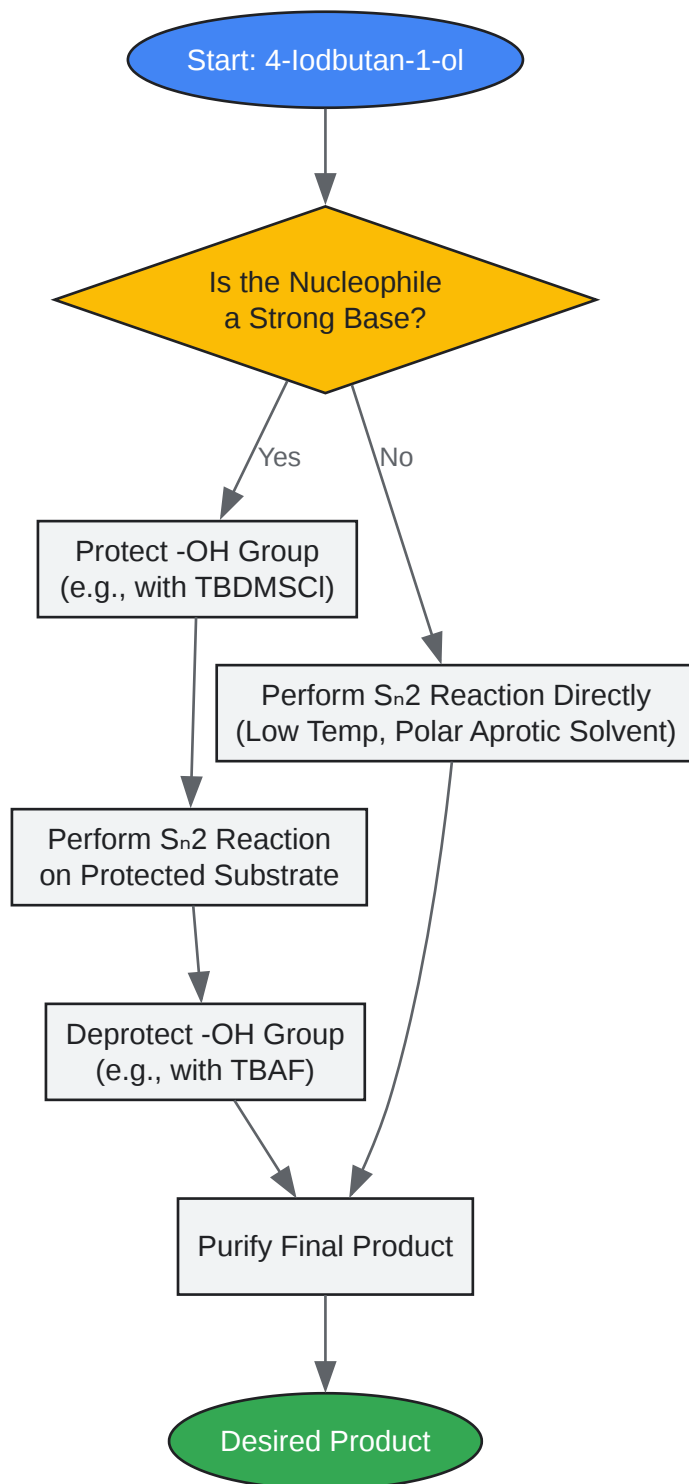 Start: 4-Iodbutan-1-ol
Is the Nucleophile
a Strong Base?
Yes
No
Protect -OH Group
(e.g., with TBDMSCl)
Perform Sₙ2 Reaction Directly
(Low Temp, Polar Aprotic Solvent)
Perform Sₙ2 Reaction
on Protected Substrate
Deprotect -OH Group
(e.g., with TBAF)
Purify Final Product
Desired Product